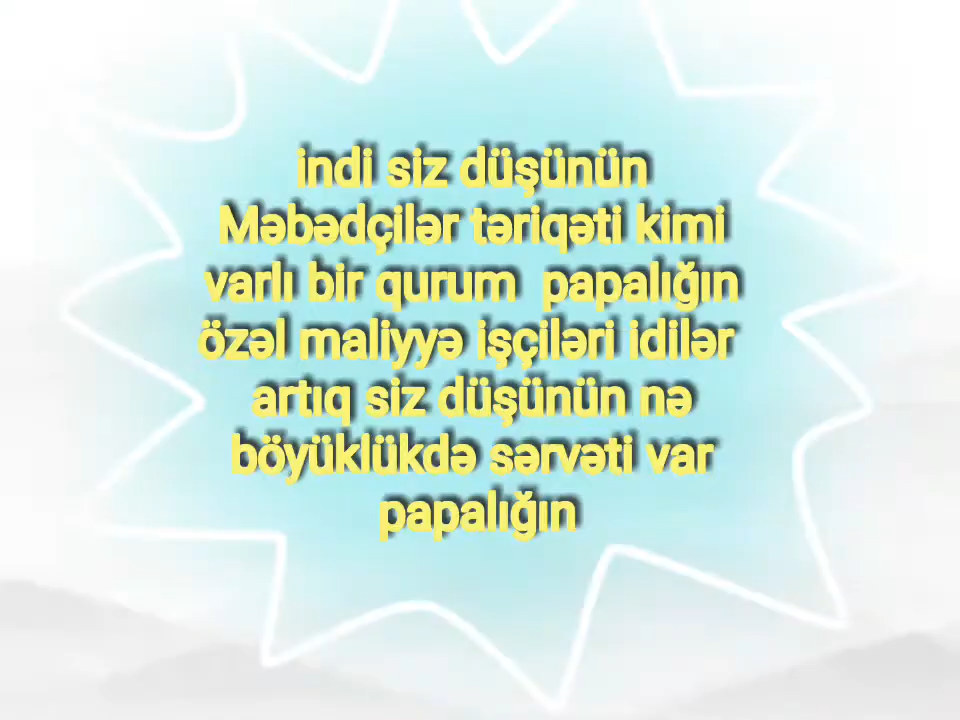 indi siz düşünün
Məbədçilər təriqəti kimi
varlı bir qurum papalığın
özəl maliyyə işçiləri idilər
artıq siz düşünün nə
böyüklükdə sərvəti var
papalığın